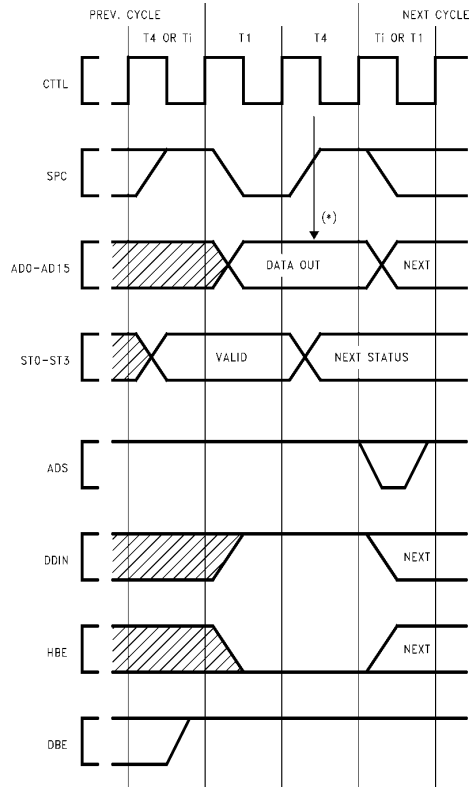 PREV. CYCLE NEXT CYCLE
T4 OR Ti T1 T4 Ti OR T1
CTTL
SPC
(*)
AD0-AD15 DATA OUT NEXT
ST0-ST3 VALID NEXT STATUS
ADS
DDIN NEXT
HBE NEXT
DBE